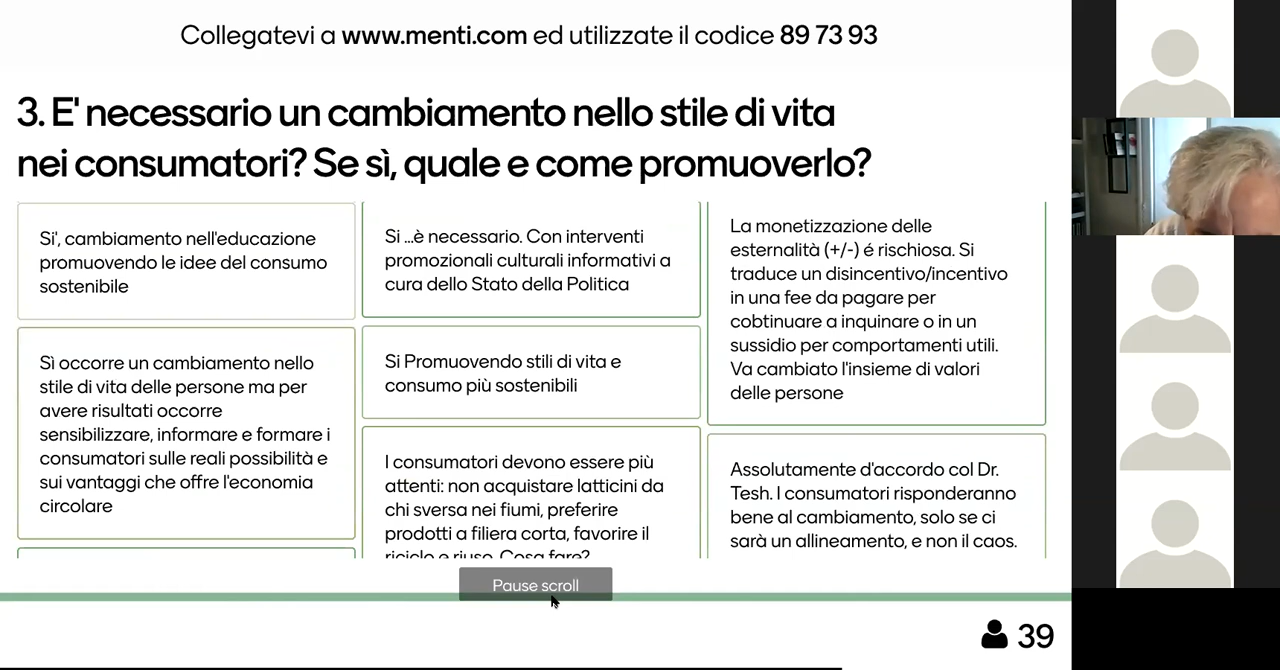 Collegatevi a www.menti.com ed utilizzate il codice 89 73 93
3. E' necessario un cambiamento nello stile di vita
nei consumatori? Se sì, quale e come promuoverlo?
Si', cambiamento nell'educazione
promuovendo le idee del consumo
sostenibile
Sì occorre un cambiamento nello
stile di vita delle persone ma per
avere risultati occorre
sensibilizzare, informare e formare i
consumatori sulle reali possibilità e
sui vantaggi che offre l'economia
circolare
Si ...è necessario. Con interventi
promozionali culturali informativi a
cura dello Stato della Politica
Si Promuovendo stili di vita e
consumo più sostenibili
I consumatori devono essere più
attenti: non acquistare latticini da
chi sversa nei fiumi, preferire
prodotti a filiera corta, favorire il
riciclo e riuso. Cosa fare?
La monetizzazione delle
esternalità (+/-) é rischiosa. Si
traduce un disincentivo/incentivo
in una fee da pagare per
cobtinuare a inquinare o in un
sussidio per comportamenti utili.
Va cambiato l'insieme di valori
delle persone
Assolutamente d'accordo col Dr.
Tesh. I consumatori risponderanno
bene al cambiamento, solo se ci
sarà un allineamento, e non il caos.
Pause scroll
39